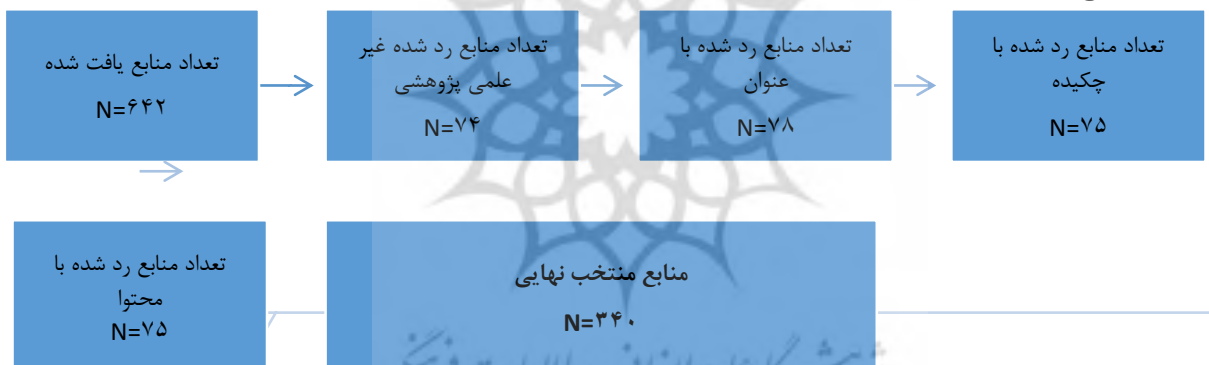 تعداد منابع یافت شده
N=۶۴۲
تعداد منابع رد شده غیر
علمی پژوهشی
N=۷۴
تعداد منابع رد شده با
عنوان
N=۷۸
تعداد منابع رد شده با
چکیده
N=۷۵
تعداد منابع رد شده با
محتوا
N=۷۵
منابع منتخب نهایی
N=۳۴۰